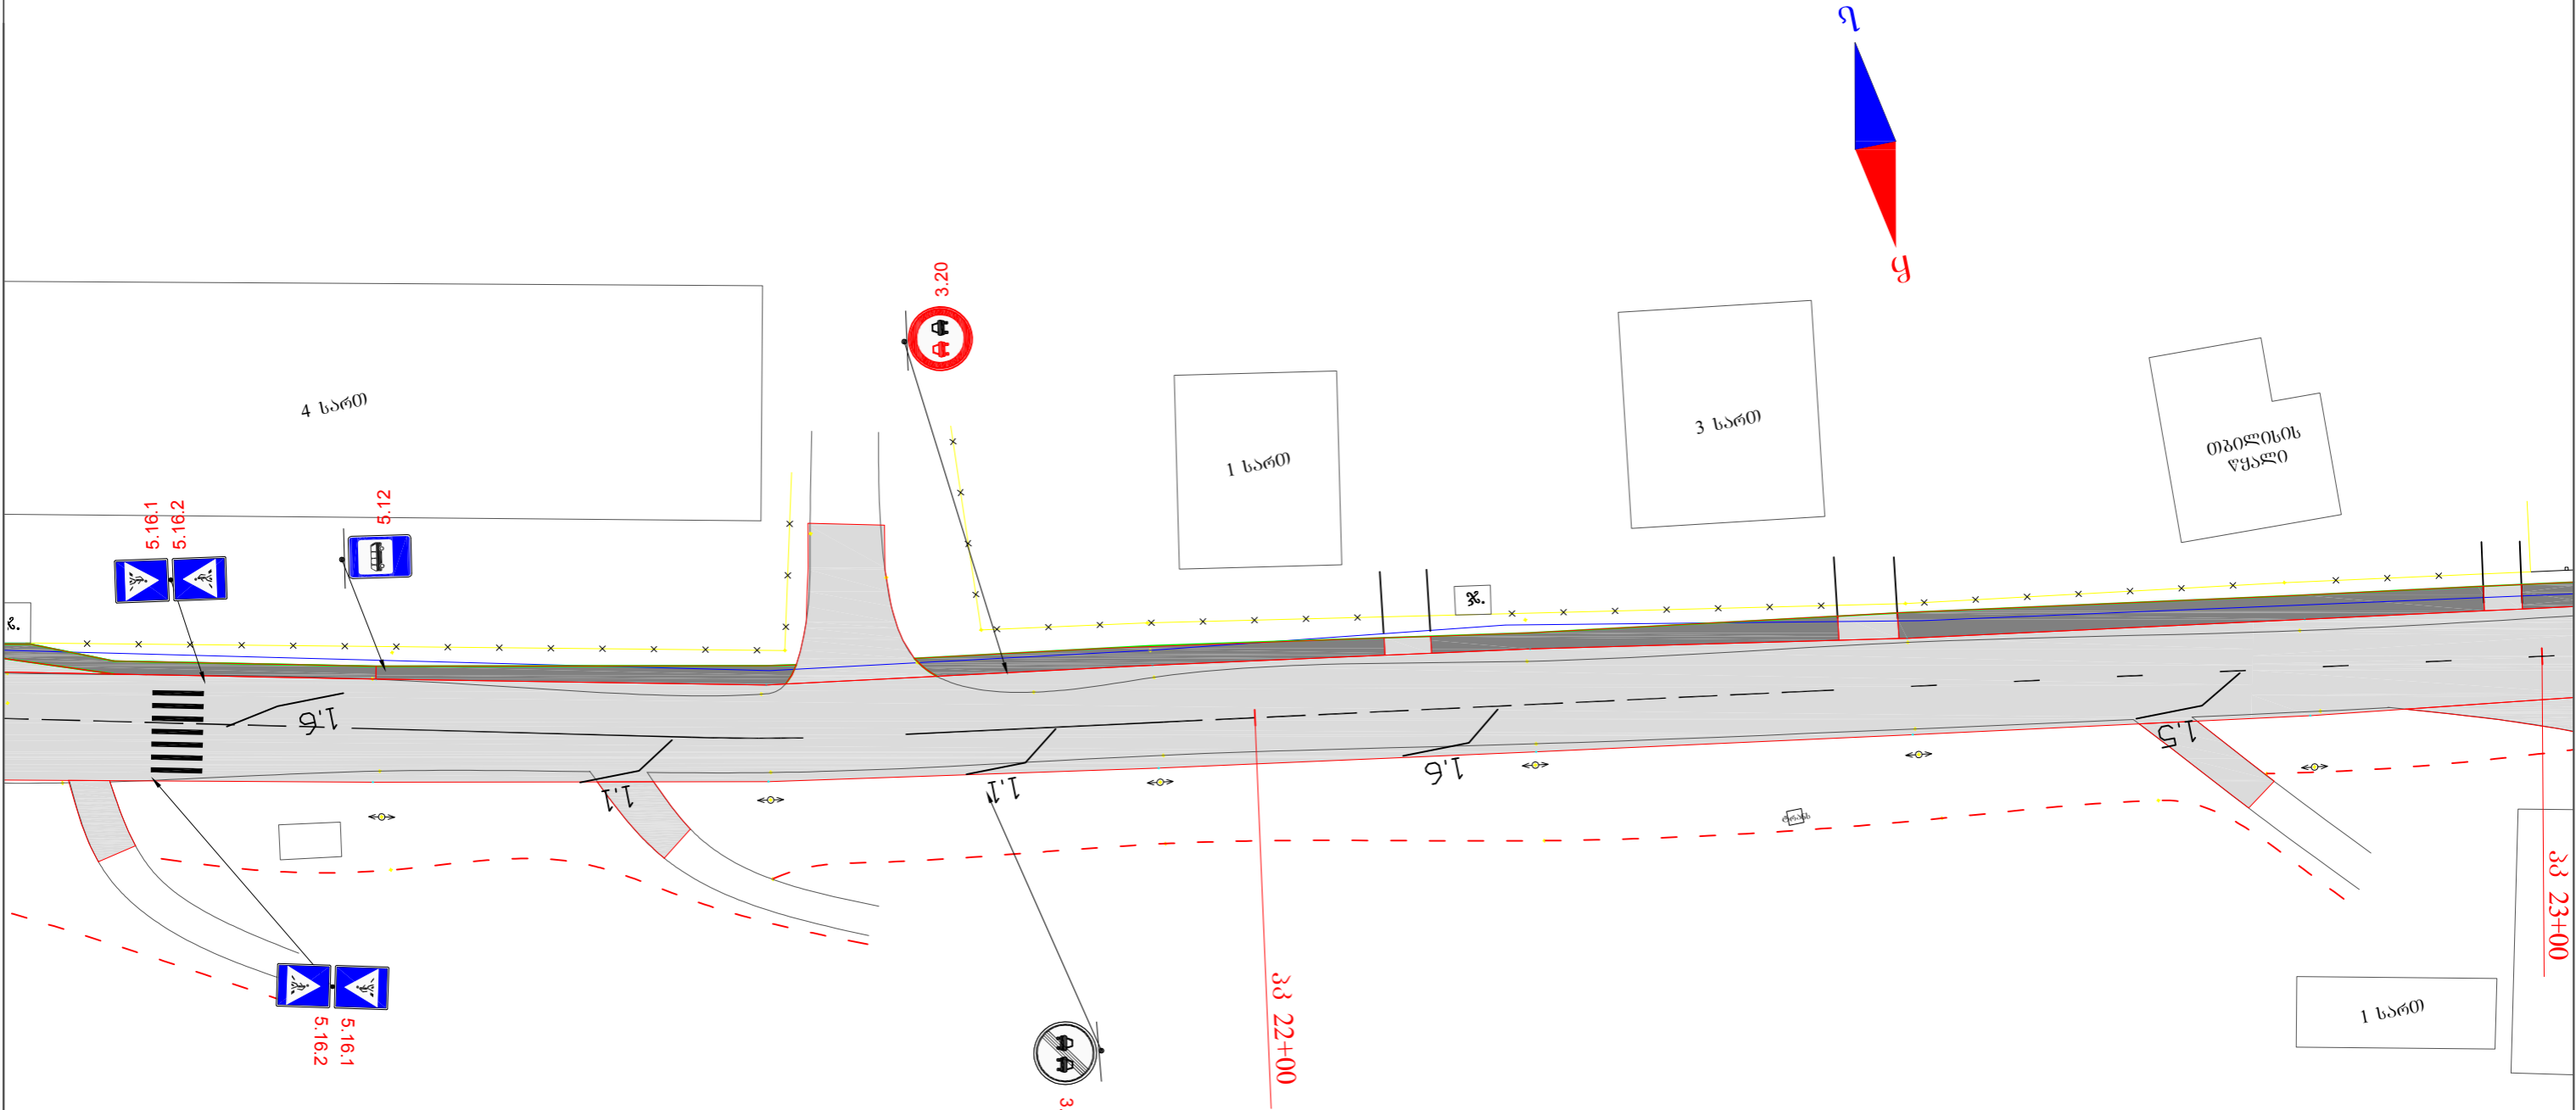 ს
ჩ
3.20
4 სართ
1 სართ
3 სართ
თბილისის
წყალი
5.16.1
5.16.2
5.12
ჯ.
1.6
1.1
1.1
1.6
1.5
პკ 22+00
პკ 23+00
5.16.2
5.16.1
1 სართ